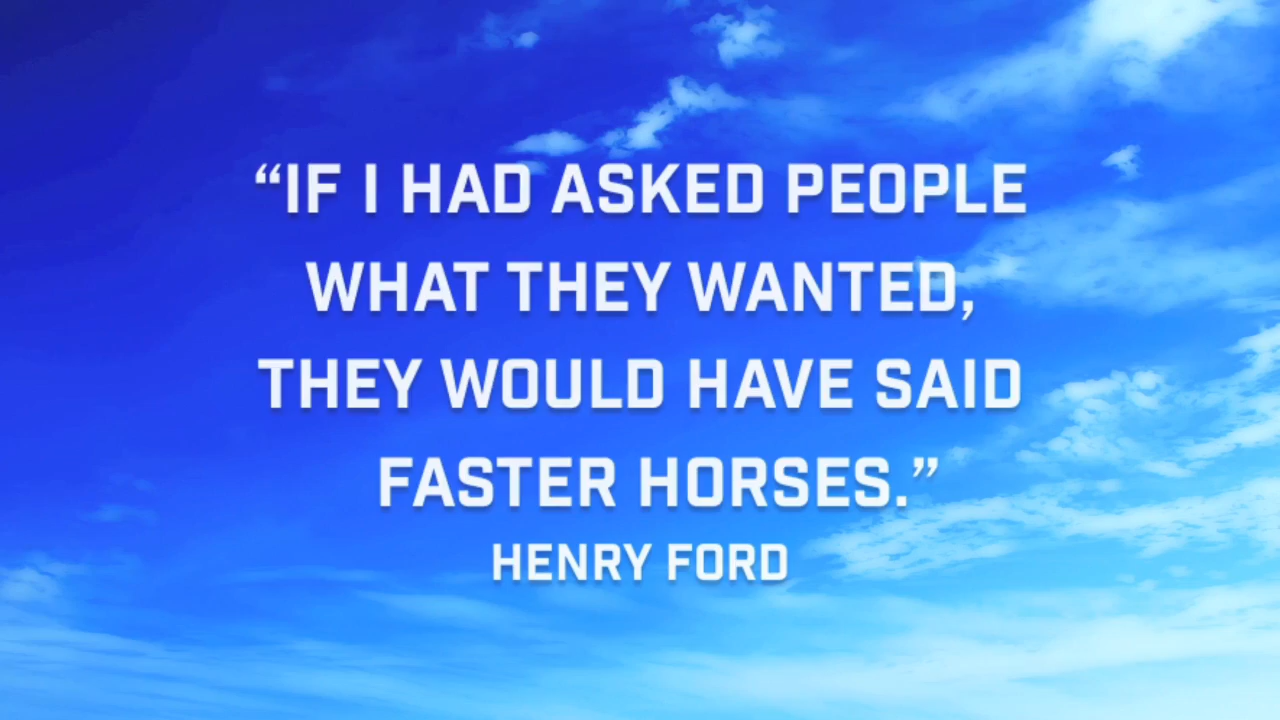 “IF I HAD ASKED PEOPLE
WHAT THEY WANTED,
THEY WOULD HAVE SAID
FASTER HORSES.”
HENRY FORD